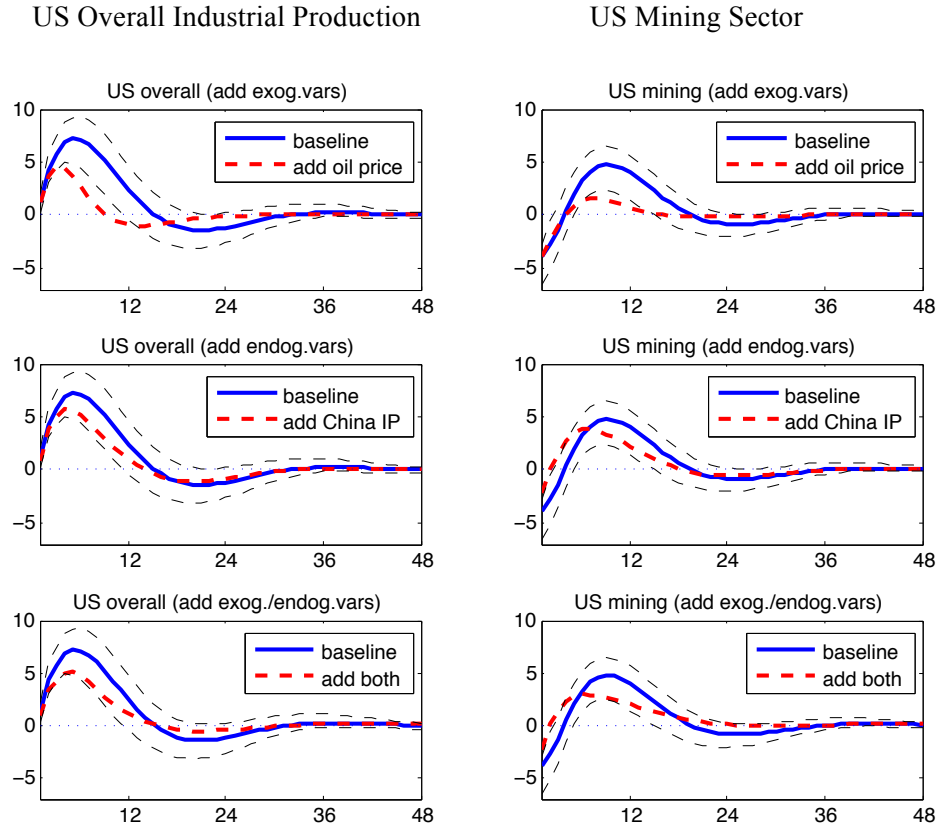 US Overall Industrial Production
US Mining Sector
US overall (add exog.vars)
10
5
0
−5
12
24
36
48
baseline
add oil price
US mining (add exog.vars)
10
5
0
−5
12
24
36
48
baseline
add oil price
US overall (add endog.vars)
10
5
0
−5
12
24
36
48
baseline
add China IP
US mining (add endog.vars)
10
5
0
−5
12
24
36
48
baseline
add China IP
US overall (add exog./endog.vars)
10
5
0
−5
12
24
36
48
baseline
add both
US mining (add exog./endog.vars)
10
5
0
−5
12
24
36
48
baseline
add both